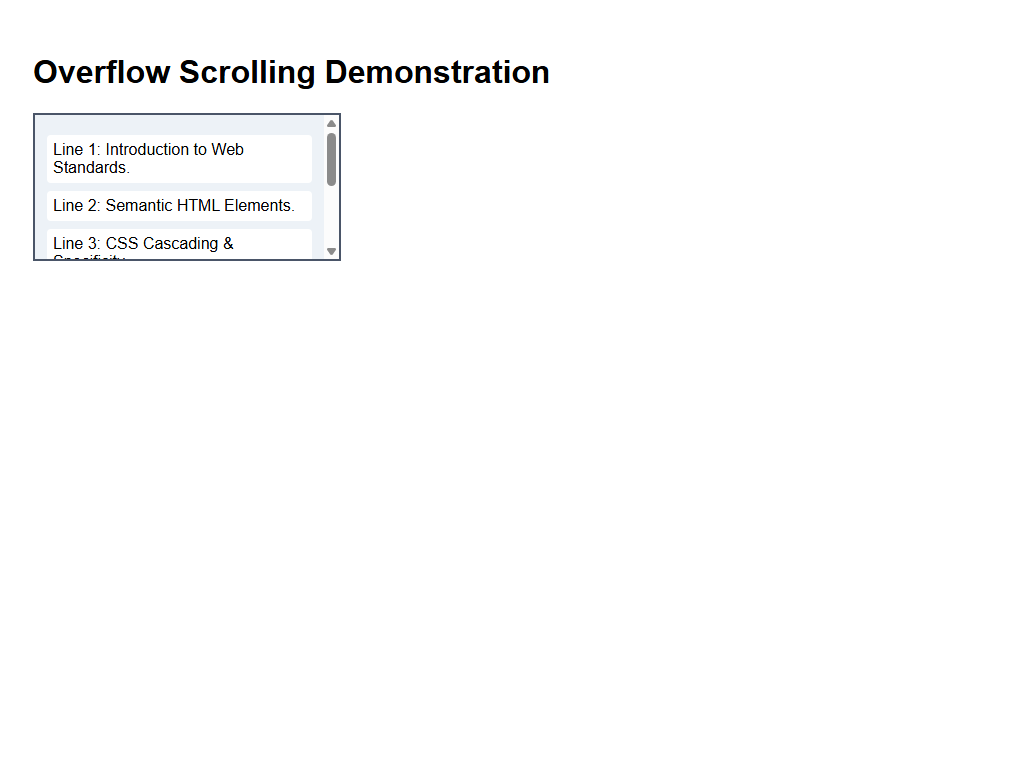 Overflow Scrolling Demonstration
Line 1: Introduction to Web
Standards.
Line 2: Semantic HTML Elements.
Line 3: CSS Cascading &